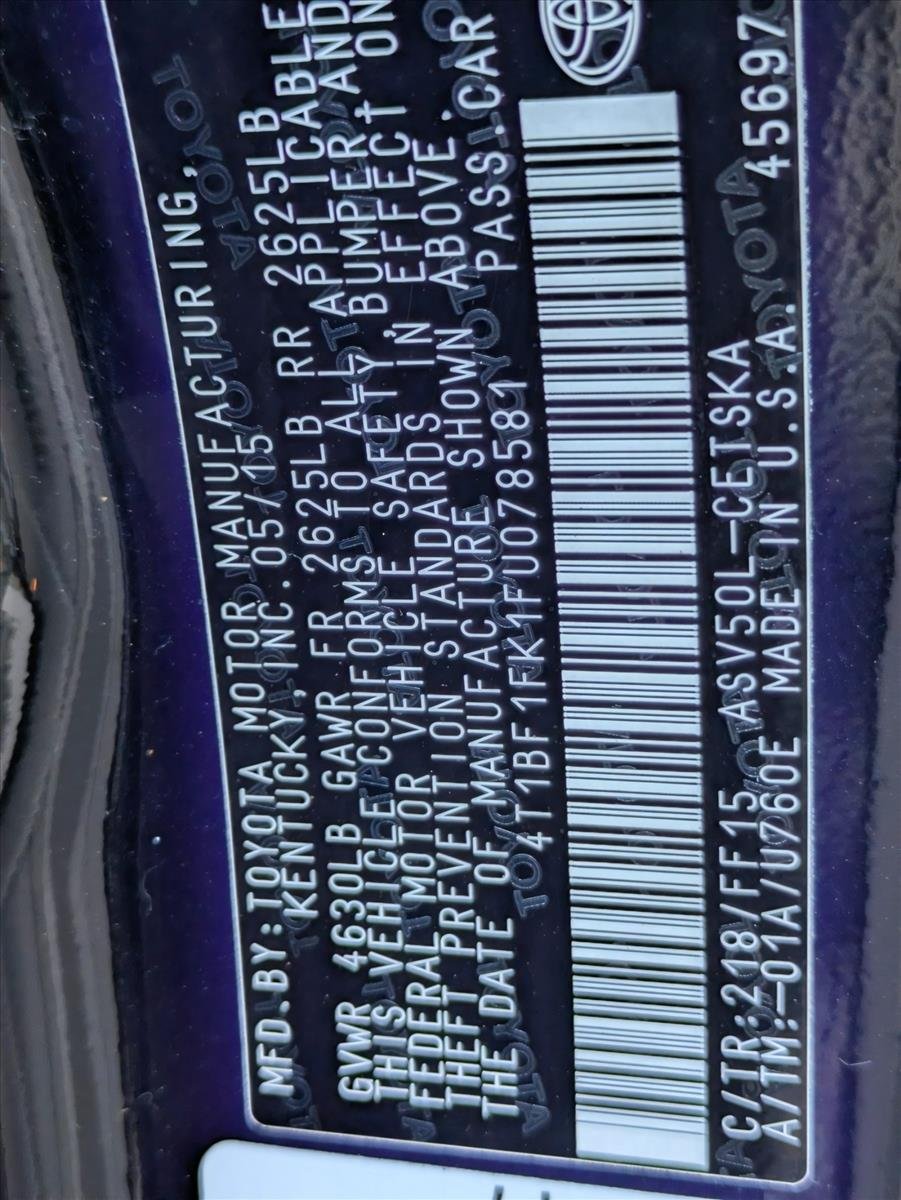 MFD.BY:TOYOTA MOTOR MANUFACTURING,
KENTUCKY,INC.05/15
GVWR 4630LB GAWR FR 2625LB RR 2625LB
THIS VEHICLE CONFORMS TO ALL APPLICABLE
FEDERAL MOTOR VEHICLE SAFETY, BUMPER AND
THEFT PREVENTION STANDARDS IN EFFECT ON
THE DATE OF MANUFACTURE SHOWN ABOVE.
4T1BF1FK1FU078581 PASS.CAR
C/TR:218/FF15 ASV50L-CETSKA
A/TM:-01A/U760E MADE IN U.S.A. 45697